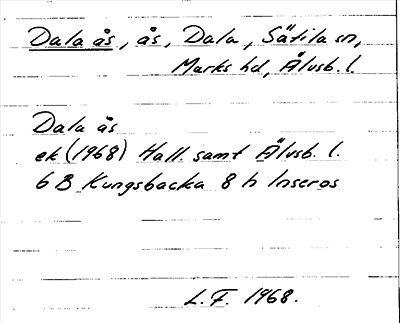 Dala ås, ås, Dala, Sätila sn,
Marks hd, Älvsb. l.
Dala ås
ek (1968) Hall. samt Älvsb. l.
6 B Kungsbacka 8 h Inseros
L.F. 1968.